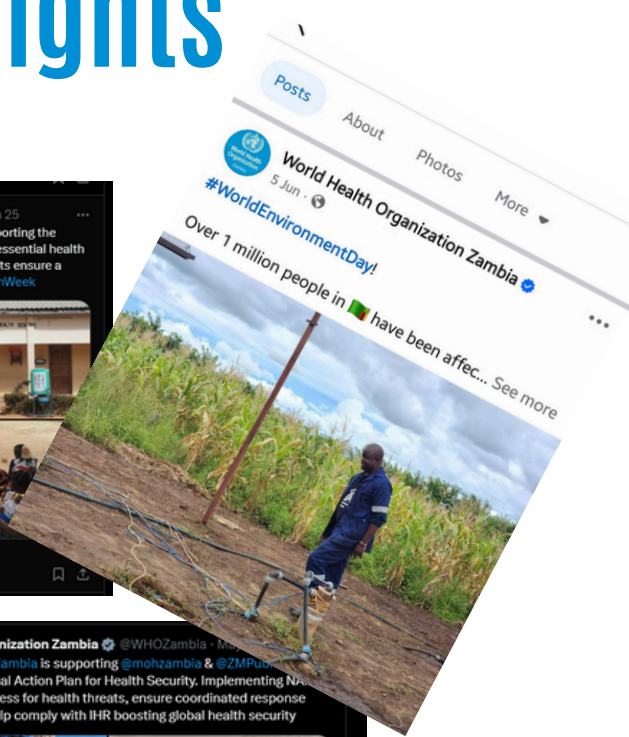 ights
Posts
About
Photos
More
World Health Organization Zambia
5 Jun
#WorldEnvironmentDay!
Over 1 million people in have been affec... See more
25
porting the
essential health
ts ensure a
Week
nization Zambia @WHOZambia ·
ambia is supporting @mohzambia & @ZMPub
al Action Plan for Health Security. Implementing
ess for health threats, ensure coordinated response
lp comply with IHR boosting global health security